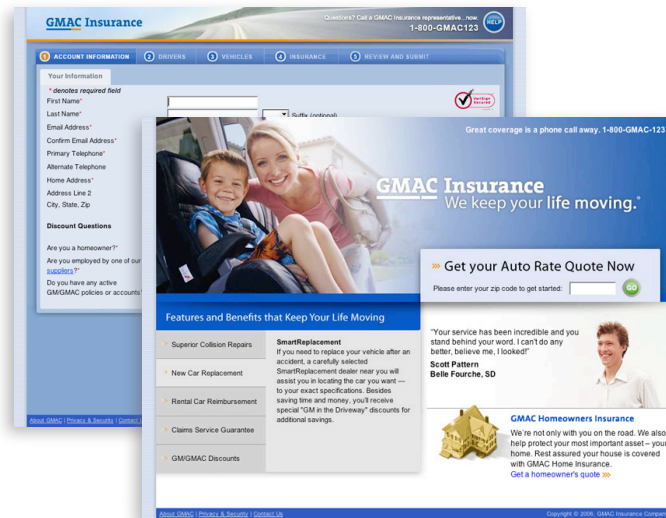 GMAC Insurance
Questions? Call a GMAC Insurance representative...now.
1-800-GMAC123
HELP
1 ACCOUNT INFORMATION
2 DRIVERS
3 VEHICLES
4 INSURANCE
5 REVIEW AND SUBMIT
Your Information
* denotes required field
First Name*
Last Name*
Suffix (optional)
Email Address*
Confirm Email Address*
Primary Telephone*
Alternate Telephone
Home Address*
Address Line 2
City, State, Zip
Discount Questions
Are you a homeowner?*
Are you employed by one of our
suppliers?*
Do you have any active
GM/GMAC policies or accounts
About GMAC | Privacy & Security | Contact
Great coverage is a phone call away. 1-800-GMAC-123
GMAC Insurance
We keep your life moving.
Get your Auto Rate Quote Now
Please enter your zip code to get started:
GO
Features and Benefits that Keep Your Life Moving
Superior Collision Repairs
New Car Replacement
Rental Car Reimbursement
Claims Service Guarantee
GM/GMAC Discounts
SmartReplacement
If you need to replace your vehicle after an
accident, a carefully selected
SmartReplacement dealer near you will
assist you in locating the car you want —
to your exact specifications. Besides
saving time and money, you'll receive
special "GM in the Driveway" discounts for
additional savings.
"Your service has been incredible and you
stand behind your word. I can't do any
better, believe me, I looked!"
Scott Pattern
Belle Fourche, SD
GMAC Homeowners Insurance
We're not only with you on the road. We also
help protect your most important asset – your
home. Rest assured your house is covered
with GMAC Home Insurance.
Get a homeowner's quote
About GMAC | Privacy & Security | Contact Us
Copyright © 2006, GMAC Insurance